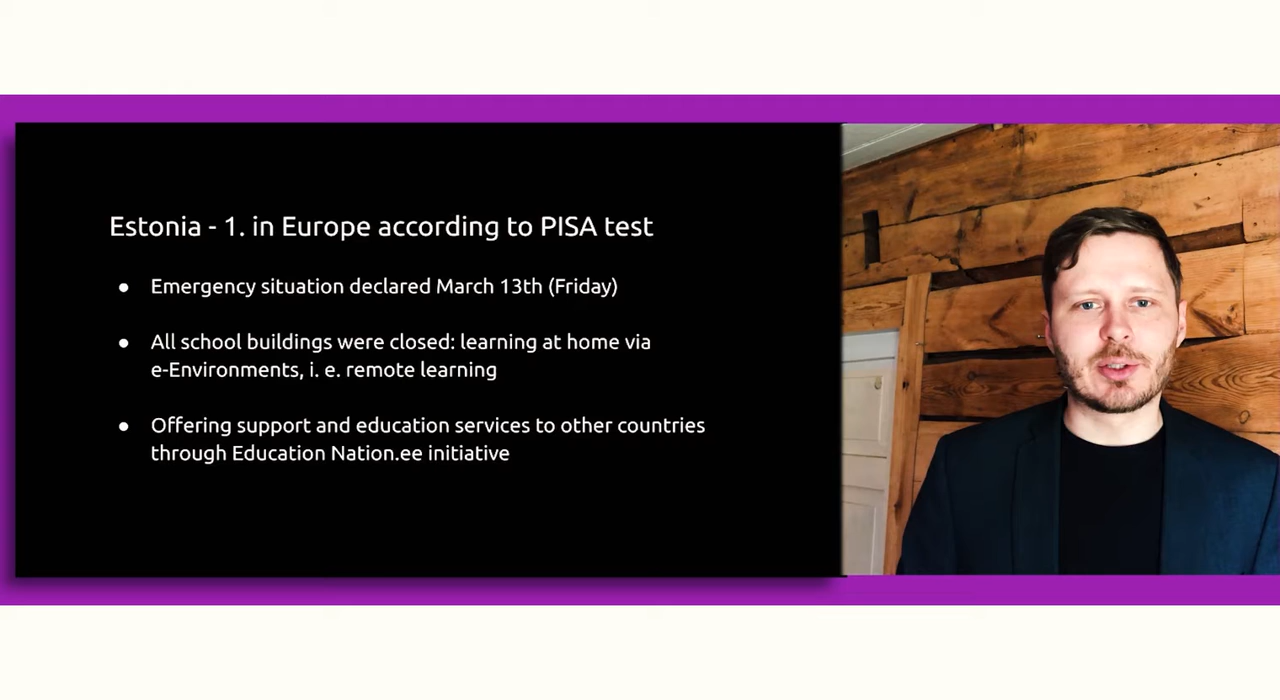 Estonia - 1. in Europe according to PISA test
● Emergency situation declared March 13th (Friday)
● All school buildings were closed: learning at home via
e-Environments, i. e. remote learning
● Offering support and education services to other countries
through Education Nation.ee initiative